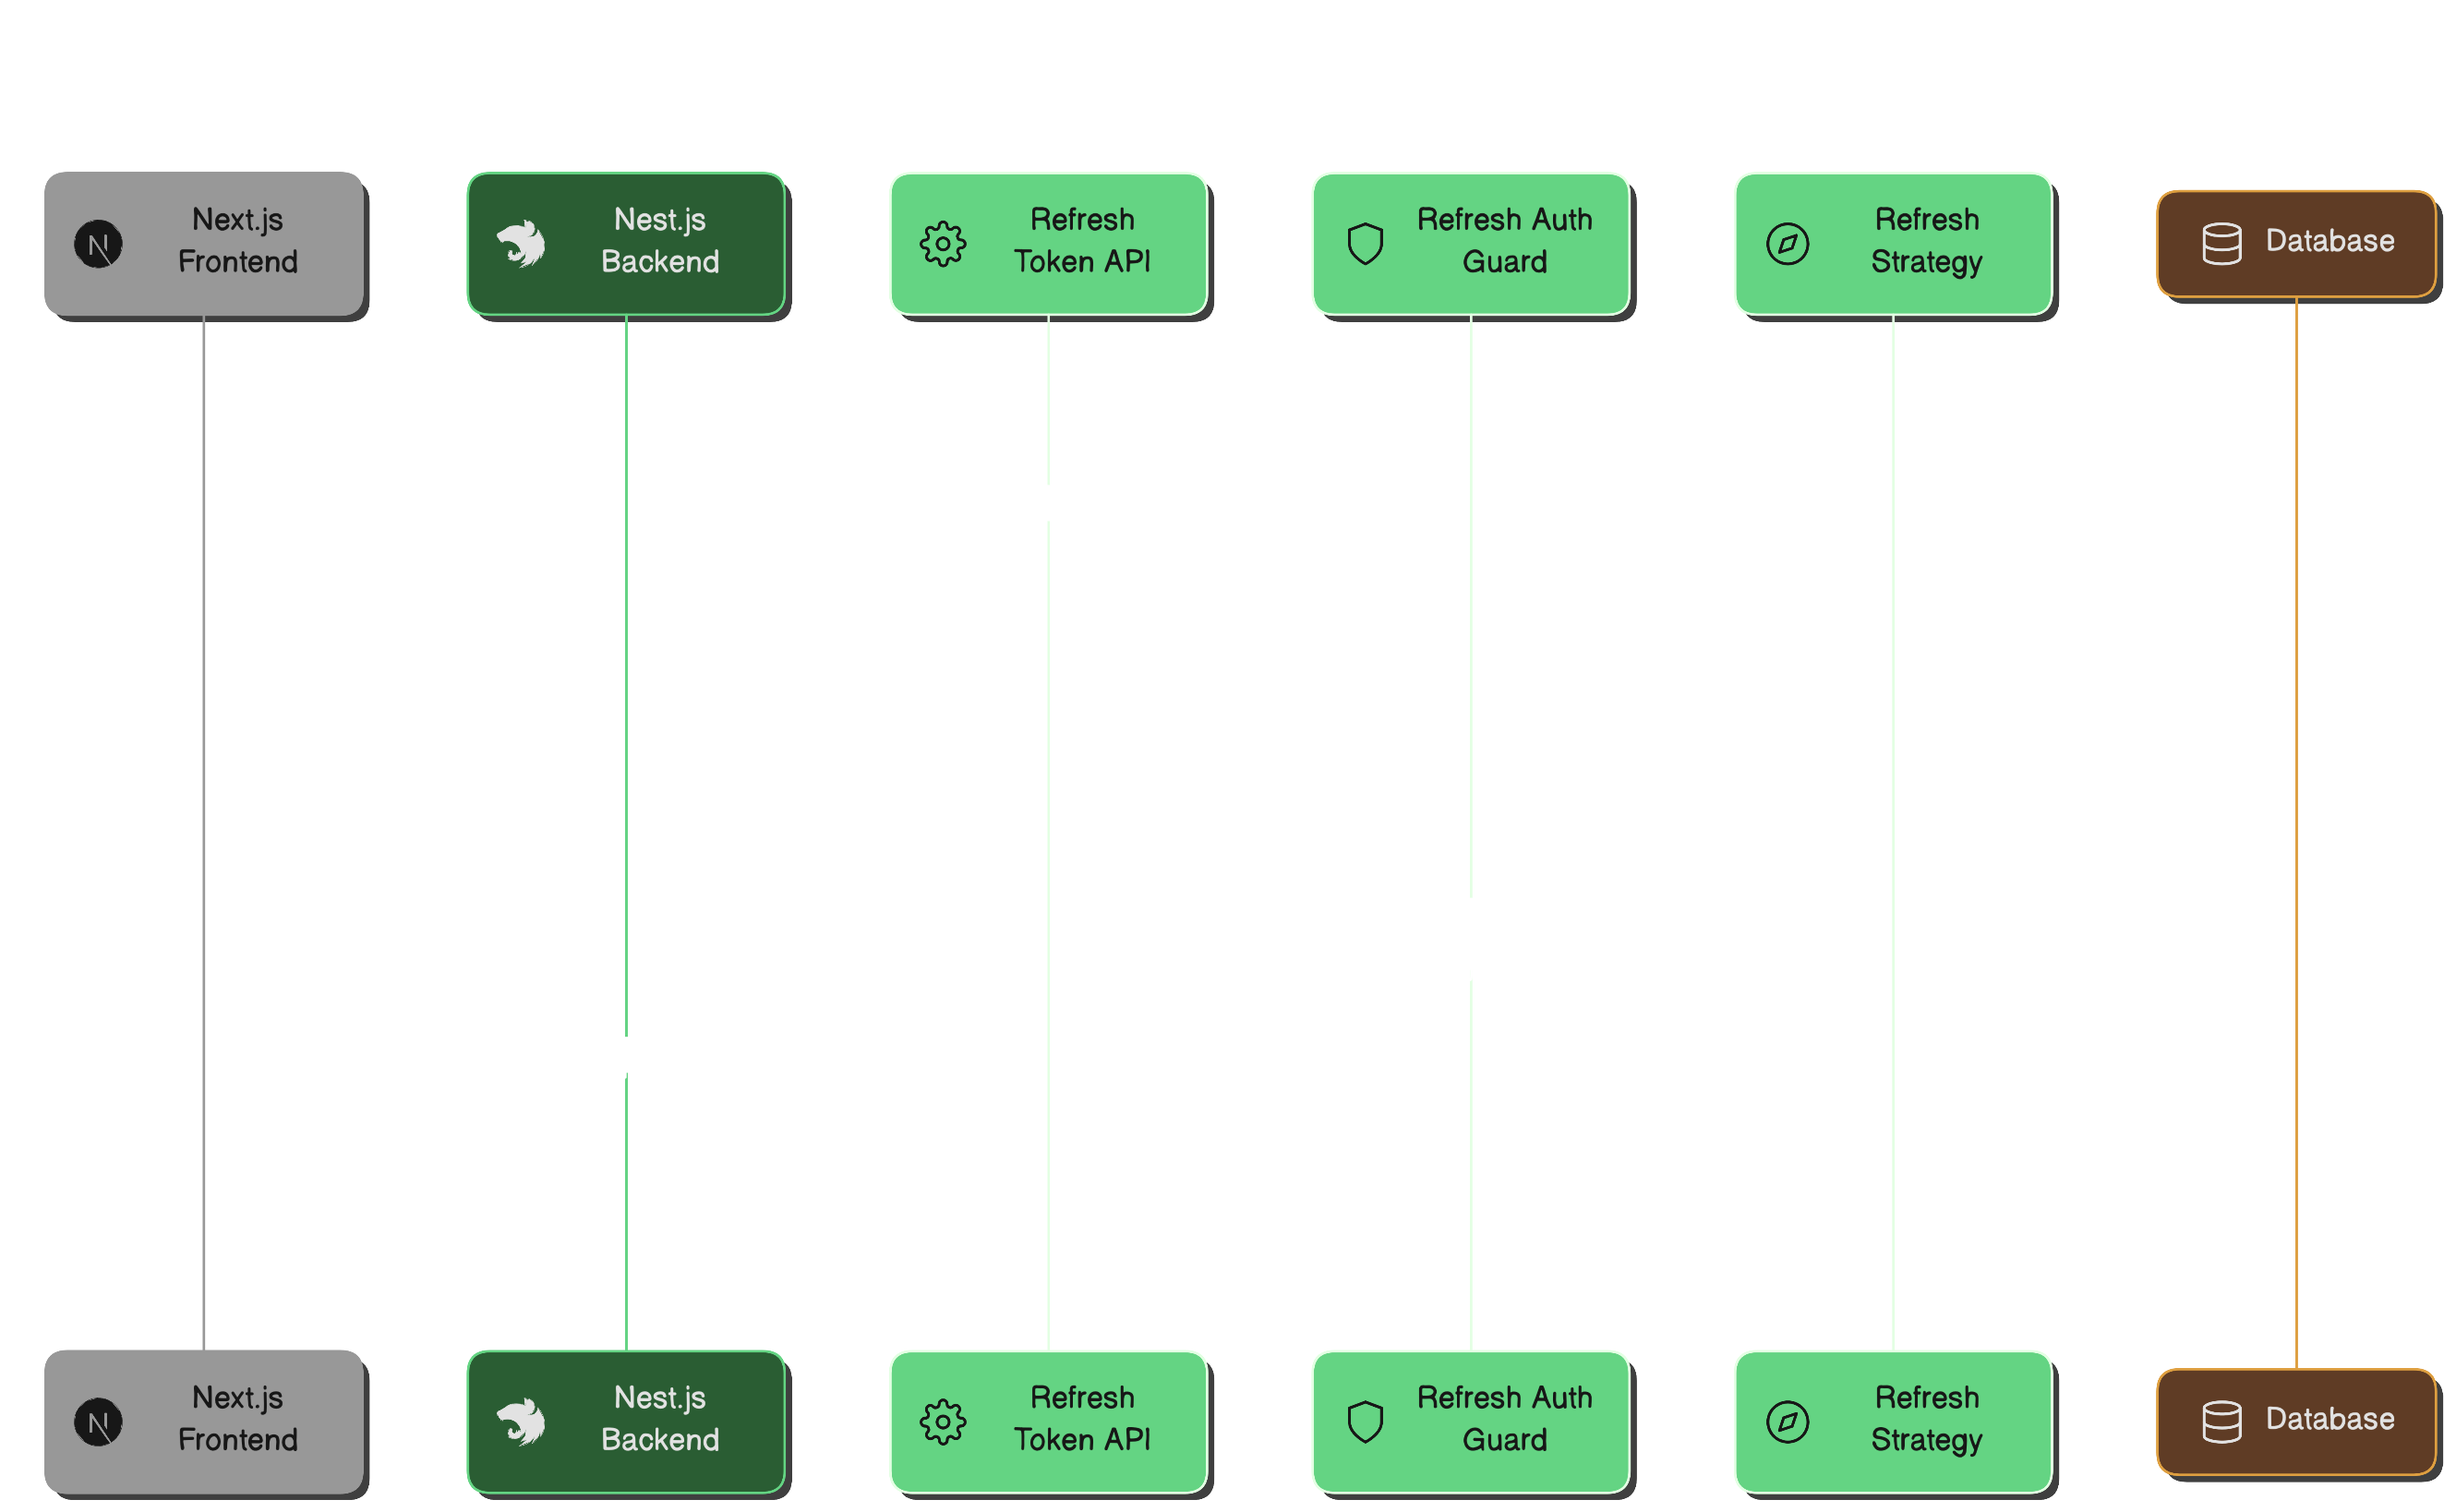 Next.js
Frontend
Nest.js
Backend
Refresh
Token API
Refresh Auth
Guard
Refresh
Strategy
Database
Next.js
Frontend
Nest.js
Backend
Refresh
Token API
Refresh Auth
Guard
Refresh
Strategy
Database